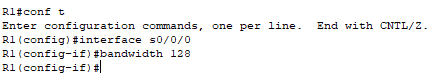 R1#conf t
Enter configuration commands, one per line.  End with CNTL/Z.
R1(config)#interface s0/0/0
R1(config-if)#bandwidth 128
R1(config-if)#